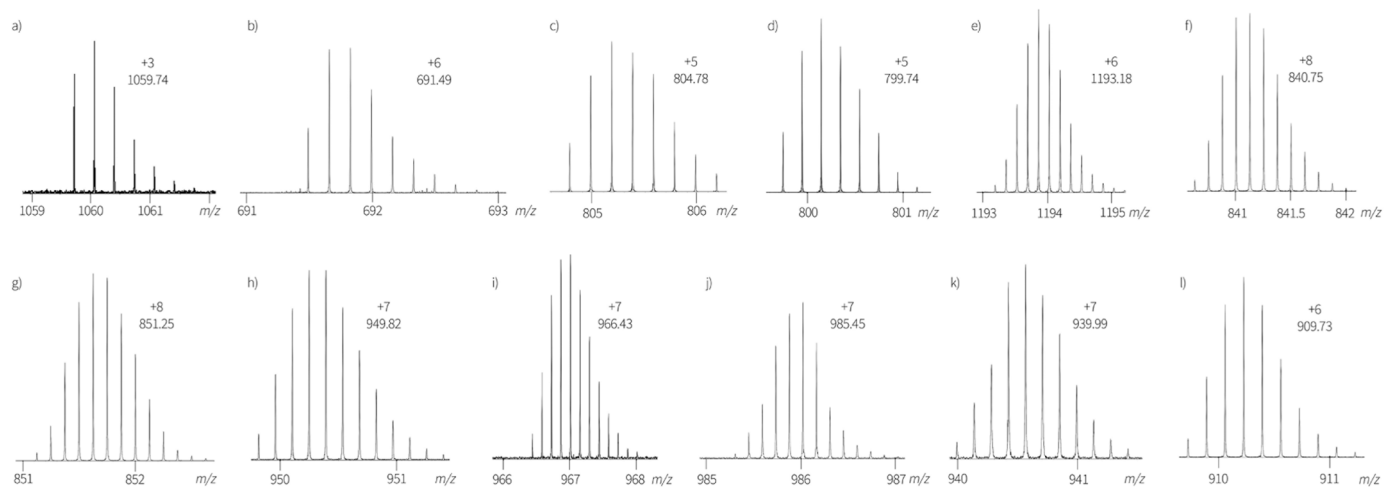 a)
+3
1059.74
1059 1060 1061 m/z
b)
+6
691.49
691 692 693 m/z
c)
+5
804.78
805 806 m/z
d)
+5
799.74
800 801 m/z
e)
+6
1193.18
1193 1194 1195 m/z
f)
+8
840.75
841 841.5 842 m/z
g)
+8
851.25
851 852 m/z
h)
+7
949.82
950 951 m/z
i)
+7
966.43
966 967 968 m/z
j)
+7
985.45
985 986 987 m/z
k)
+7
939.99
940 941 m/z
l)
+6
909.73
910 911 m/z